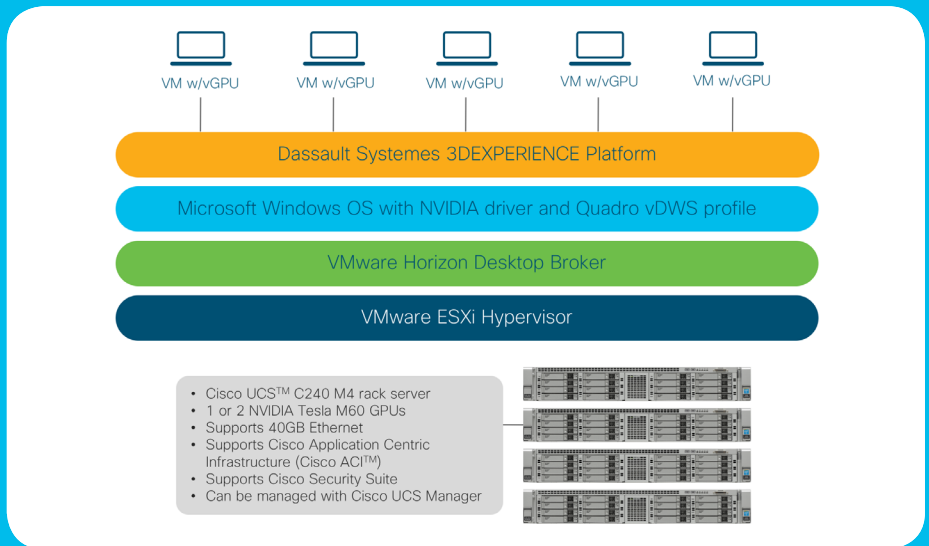 VM w/vGPU
VM w/vGPU
VM w/vGPU
VM w/vGPU
VM w/vGPU
Dassault Systemes 3DEXPERIENCE Platform
Microsoft Windows OS with NVIDIA driver and Quadro vDWS profile
VMware Horizon Desktop Broker
VMware ESXi Hypervisor
• Cisco UCS™ C240 M4 rack server
• 1 or 2 NVIDIA Tesla M60 GPUs
• Supports 40GB Ethernet
• Supports Cisco Application Centric
Infrastructure (Cisco ACI™)
• Supports Cisco Security Suite
• Can be managed with Cisco UCS Manager